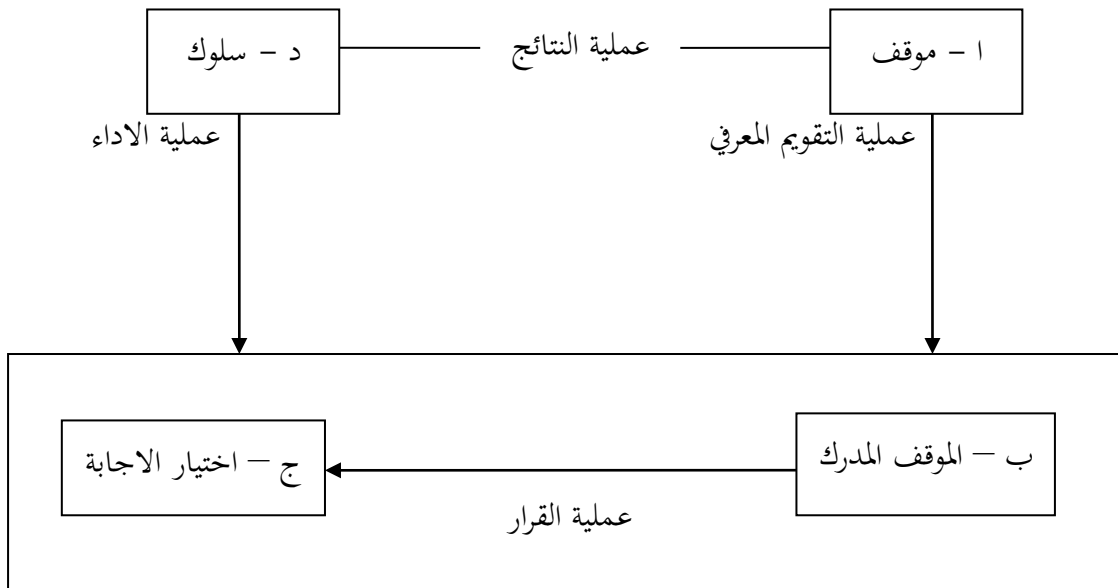 ا – موقف
عملية النتائج
د - سلوك
عملية التقويم المعرفي
عملية الاداء
ب – الموقف المدرك
ج – اختيار الاجابة
عملية القرار